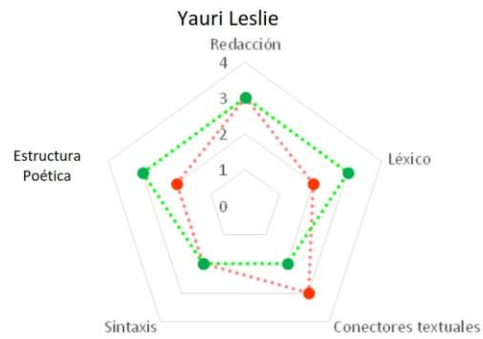 Yauri Leslie
Redacción
4
3
2
1
0
Léxico
Estructura
Poética
Sintaxis
Conectores textuales